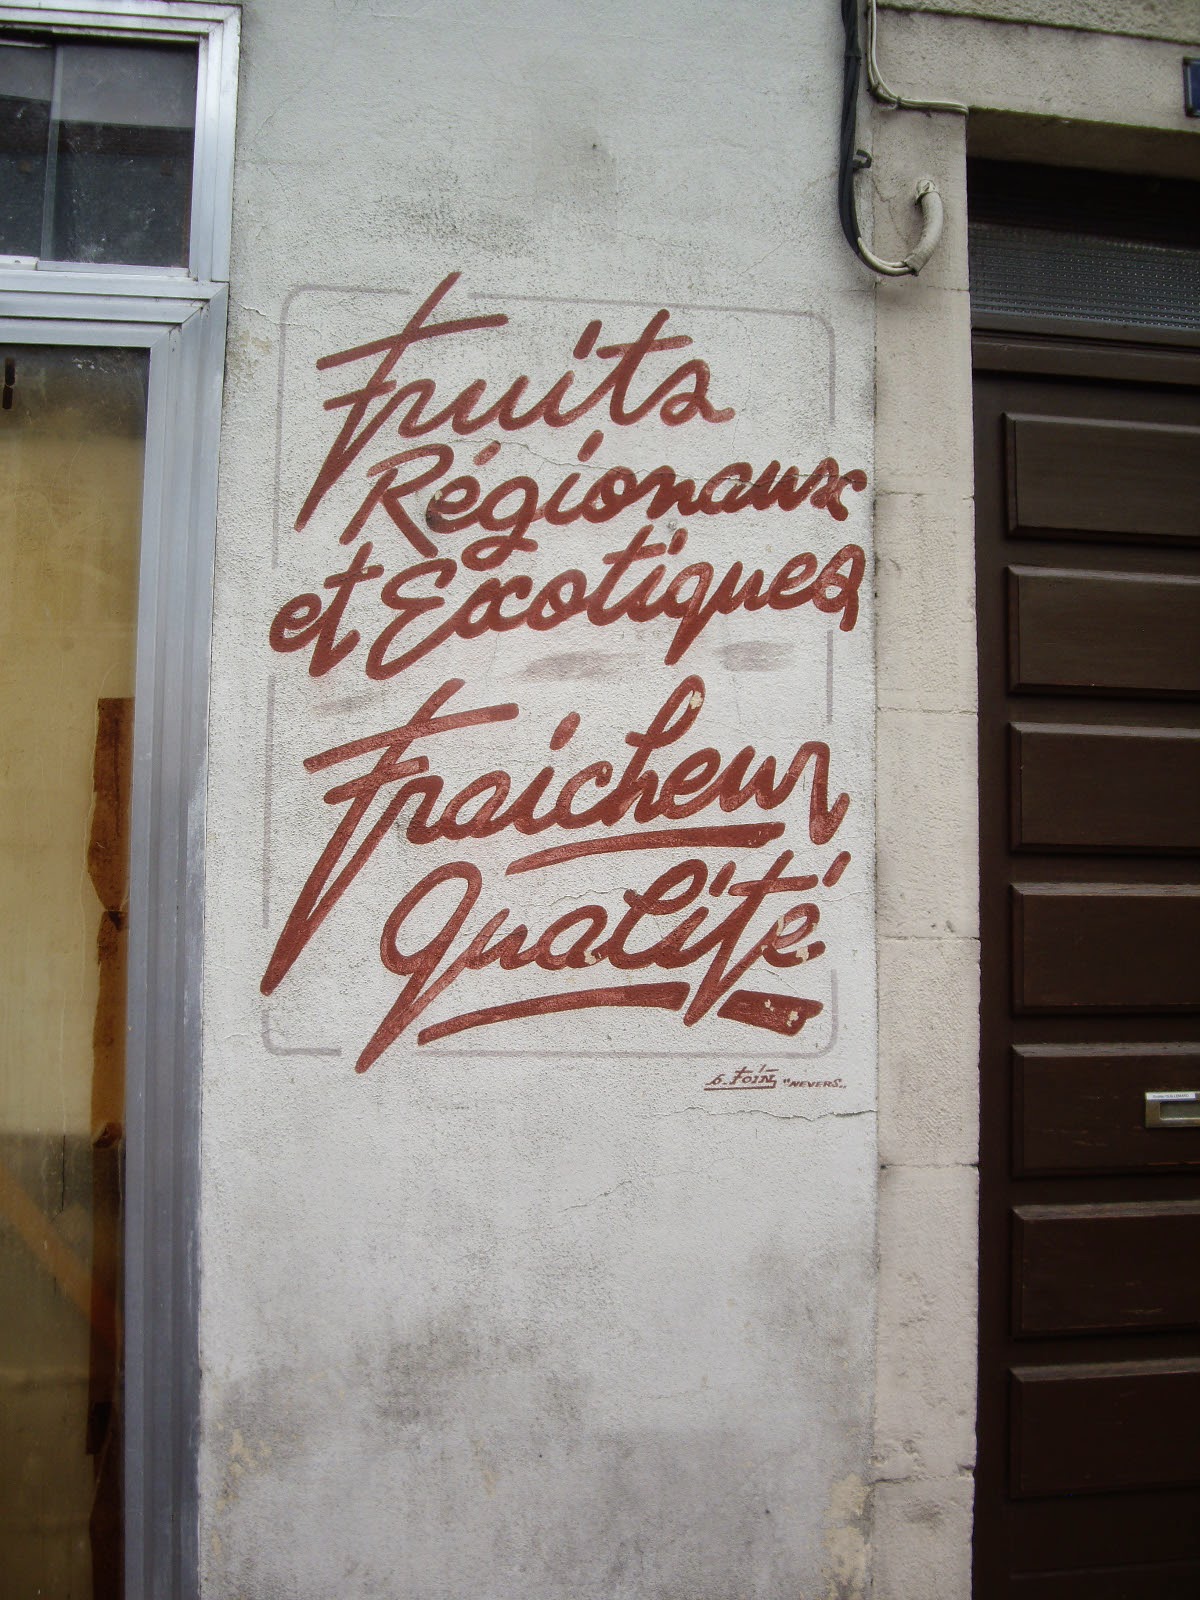 Fruits
Régionaux
et Exotiques
Fraicheur
Qualité
G. Foin "NEVERS"